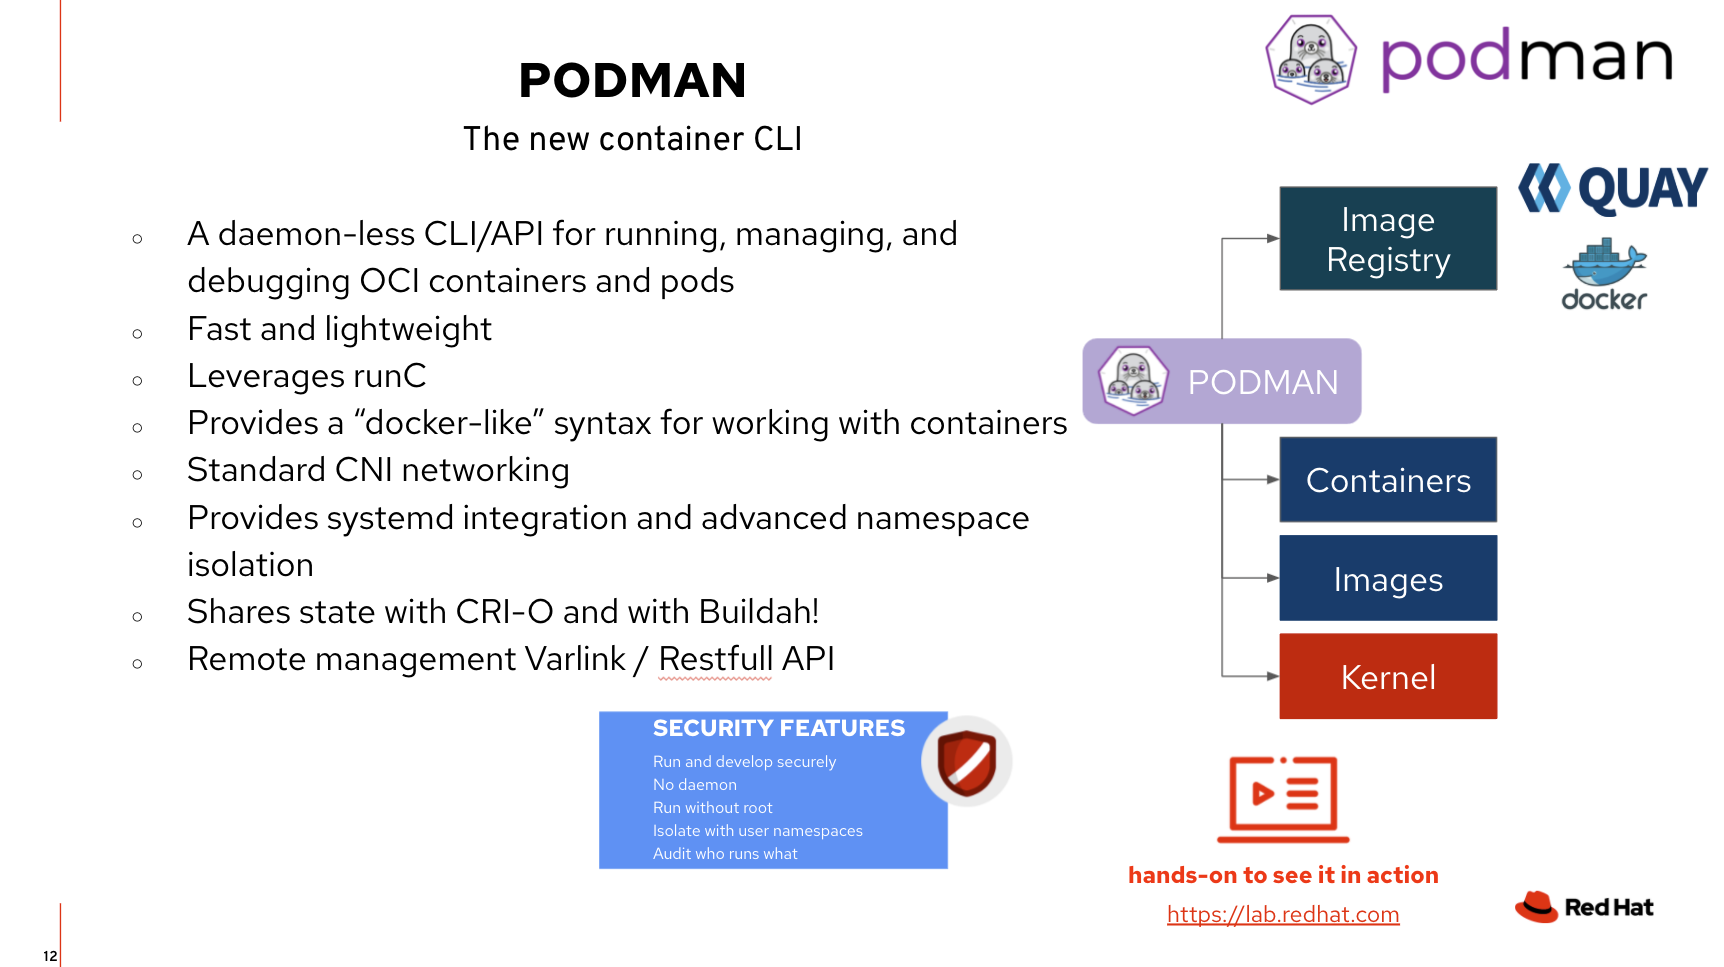 podman
PODMAN
The new container CLI
○ A daemon-less CLI/API for running, managing, and
debugging OCI containers and pods
○ Fast and lightweight
○ Leverages runC
○ Provides a “docker-like” syntax for working with containers
○ Standard CNI networking
○ Provides systemd integration and advanced namespace
isolation
○ Shares state with CRI-O and with Buildah!
○ Remote management Varlink / Restfull API
SECURITY FEATURES
Run and develop securely
No daemon
Run without root
Isolate with user namespaces
Audit who runs what
Image
Registry
QUAY
docker
PODMAN
Containers
Images
Kernel
hands-on to see it in action
https://lab.redhat.com
Red Hat
12